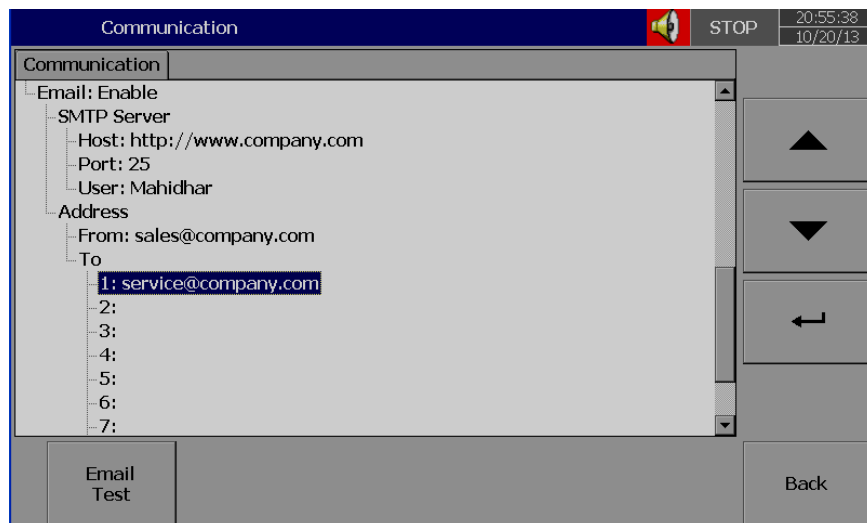 Communication
STOP
20:55:38
10/20/13
Communication
Email: Enable
SMTP Server
Host: http://www.company.com
Port: 25
User: Mahidhar
Address
From: sales@company.com
To
1: service@company.com
2:
3:
4:
5:
6:
7:
Email
Test
Back